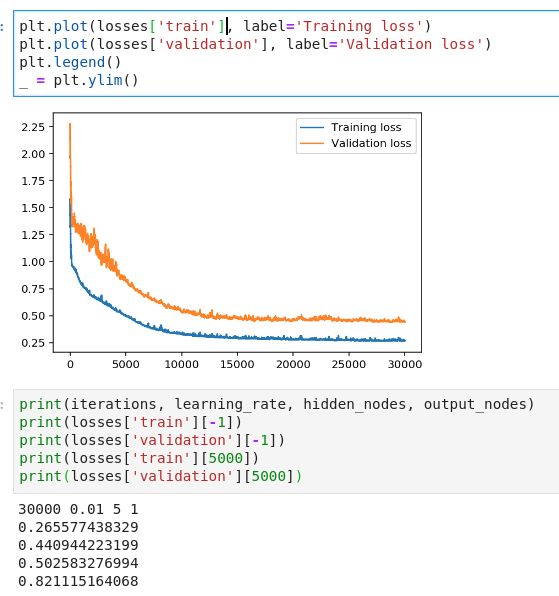 plt.plot(losses['train'], label='Training loss')
plt.plot(losses['validation'], label='Validation loss')
plt.legend()
_ = plt.ylim()
2.25
2.00
1.75
1.50
1.25
1.00
0.75
0.50
0.25
Training loss
Validation loss
0 5000 10000 15000 20000 25000 30000
print(iterations, learning_rate, hidden_nodes, output_nodes)
print(losses['train'][-1])
print(losses['validation'][-1])
print(losses['train'][5000])
print(losses['validation'][5000])
30000 0.01 5 1
0.265577438329
0.440944223199
0.502583276994
0.821115164068